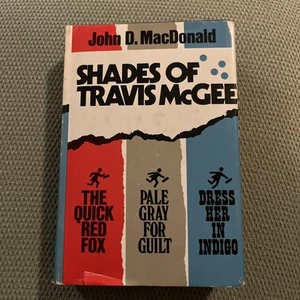 John D. MacDonald
SHADES OF
TRAVIS McGEE
THE
QUICK
RED
FOX
PALE
GRAY
FOR
GUILT
DRESS
HER
IN
INDIGO